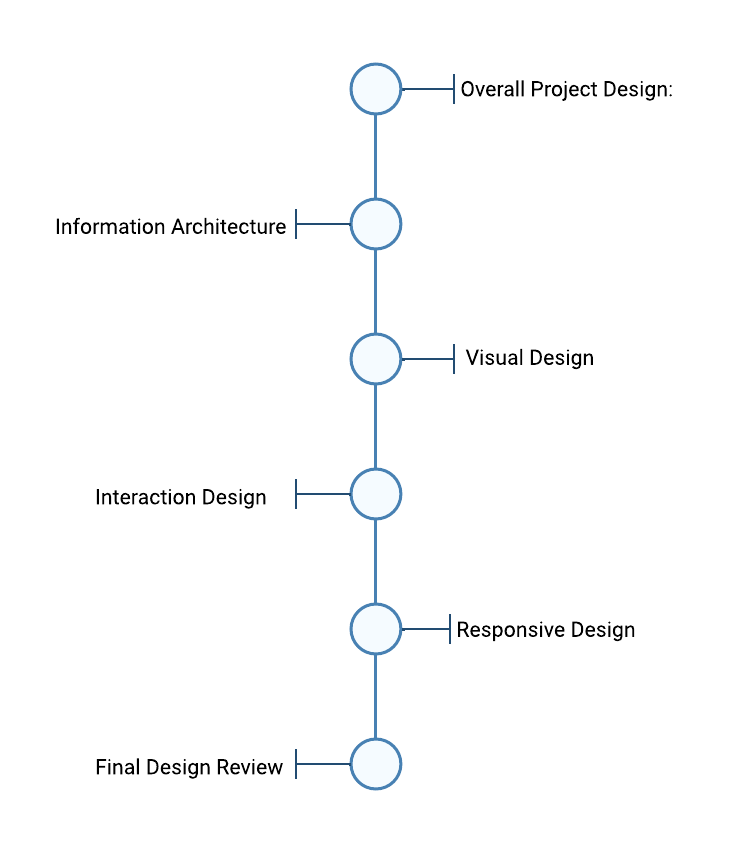 Overall Project Design:
Information Architecture
Visual Design
Interaction Design
Responsive Design
Final Design Review